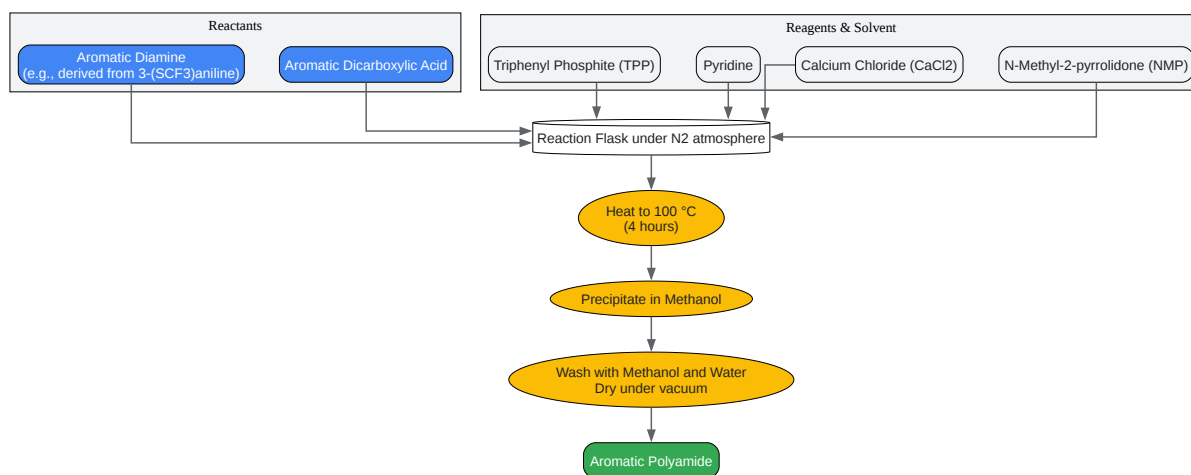 Reactants
Reagents & Solvent
Aromatic Diamine
(e.g., derived from 3-(SCF3)aniline)
Aromatic Dicarboxylic Acid
Triphenyl Phosphite (TPP)
Pyridine
Calcium Chloride (CaCl2)
N-Methyl-2-pyrrolidone (NMP)
Reaction Flask under N2 atmosphere
Heat to 100 °C
(4 hours)
Precipitate in Methanol
Wash with Methanol and Water
Dry under vacuum
Aromatic Polyamide